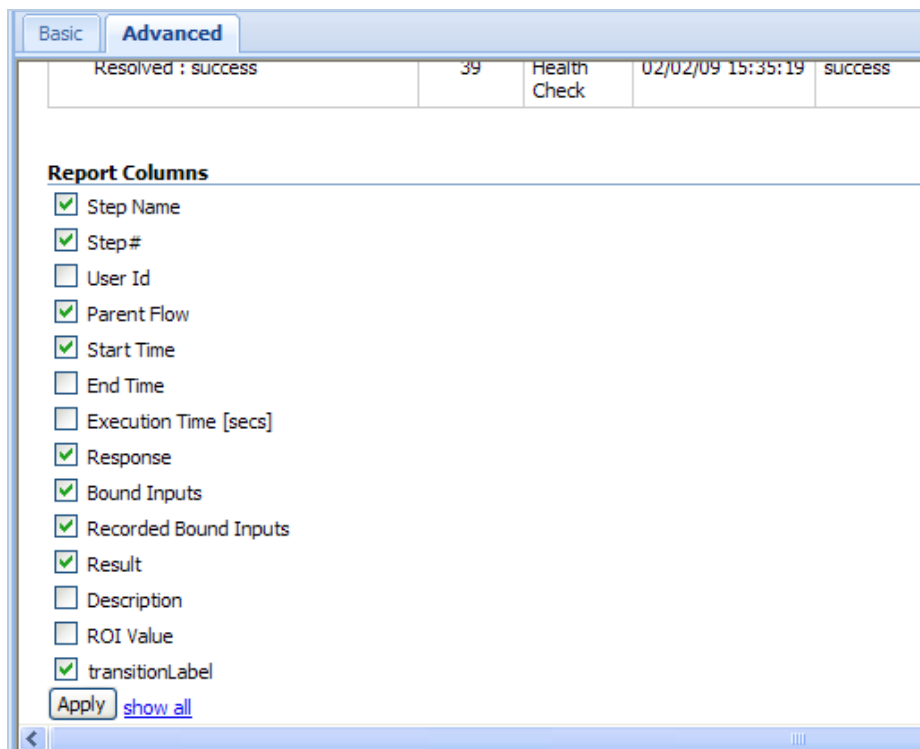 Basic Advanced
Resolved : success 39 Health Check 02/02/09 15:35:19 success
Report Columns
Step Name
Step#
User Id
Parent Flow
Start Time
End Time
Execution Time [secs]
Response
Bound Inputs
Recorded Bound Inputs
Result
Description
ROI Value
transitionLabel
Apply show all